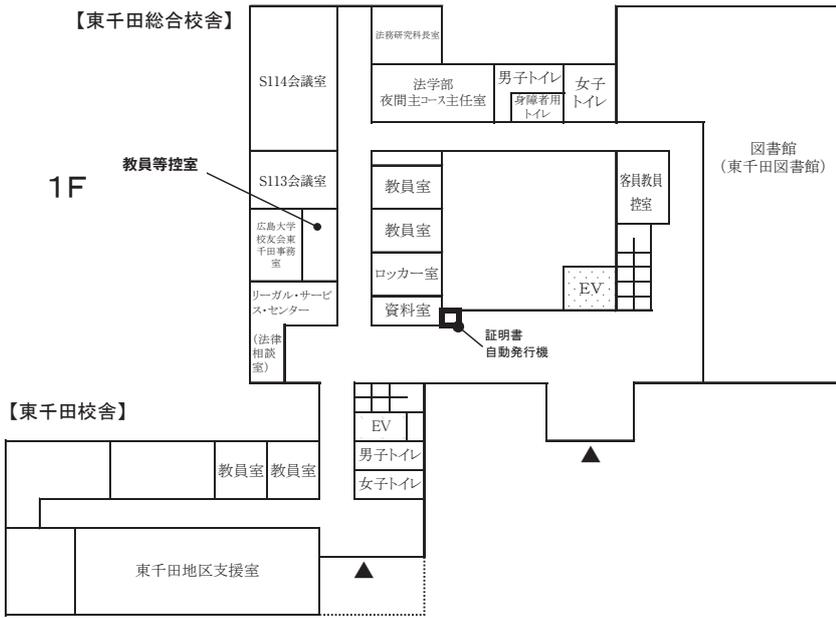 【東千田総合校舎】
法務研究科長室
S114会議室
法学部
夜間主コース主任室
男子トイレ
身障者用
トイレ
女子
トイレ
図書館
(東千田図書館)
1F
教員等控室
S113会議室
教員室
客員教員
控室
広島大学
校友会東
千田事務
室
教員室
ロッカー室
EV
リーガル・サービ
ス・センター
資料室
(法律
相談
室)
証明書
自動発行機
【東千田校舎】
EV
男子トイレ
教員室
教員室
女子トイレ
東千田地区支援室